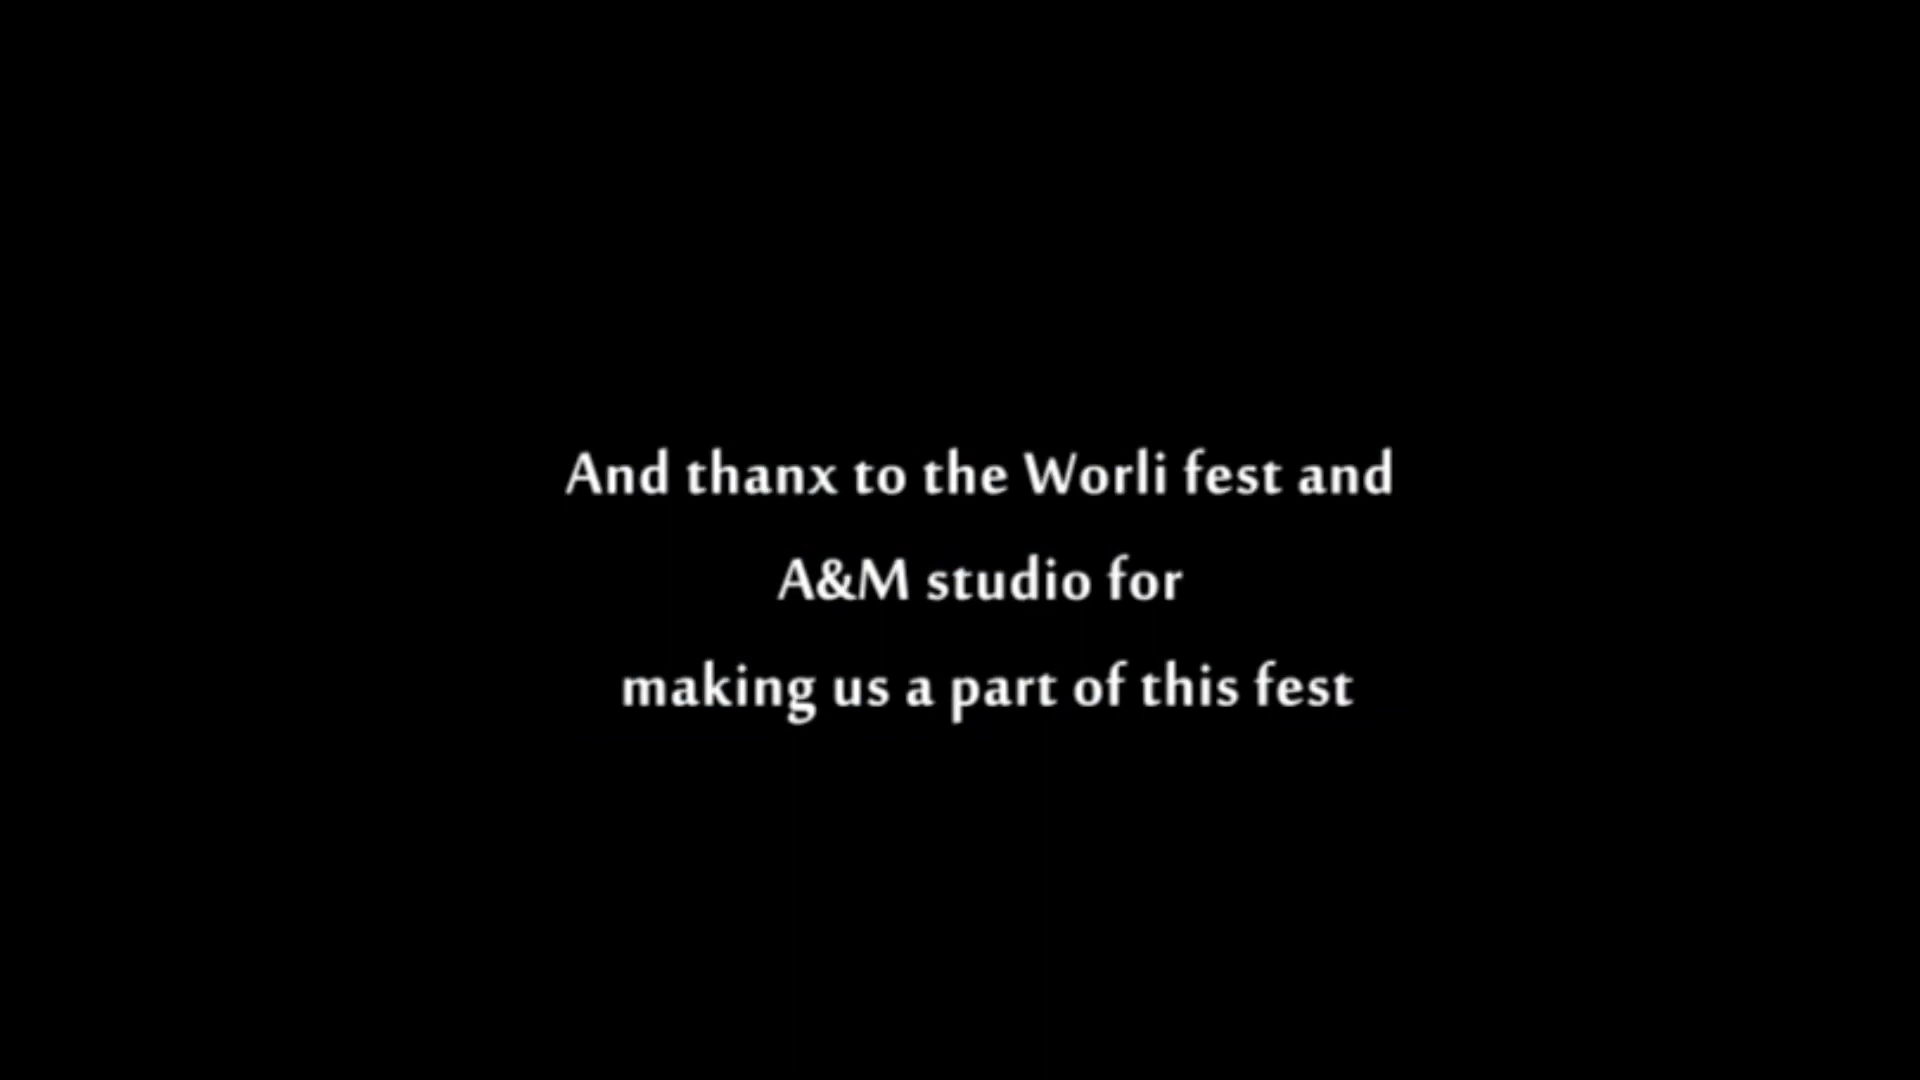 And thanx to the Worli fest and
A&M studio for
making us a part of this fest